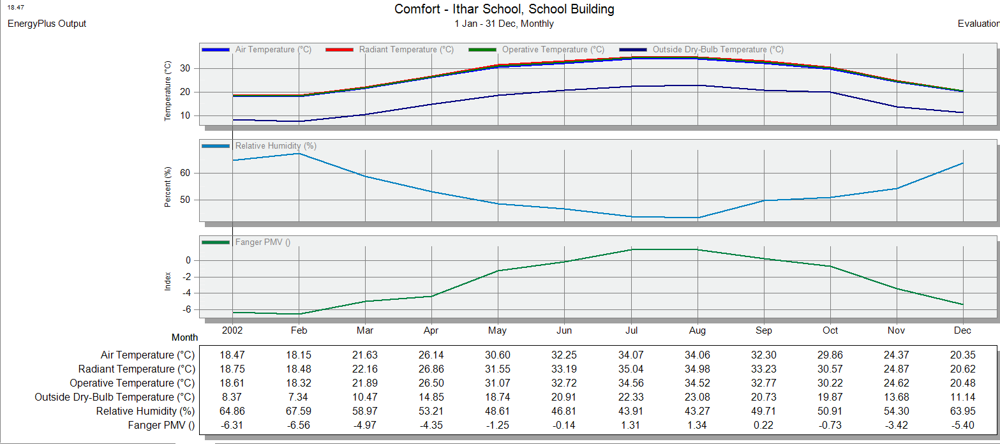 18.47
Comfort - Ithar School, School Building
EnergyPlus Output
1 Jan - 31 Dec, Monthly
Evaluation
Air Temperature (°C) Radiant Temperature (°C) Operative Temperature (°C) Outside Dry-Bulb Temperature (°C)
Temperature (°C)
30
20
10
Relative Humidity (%)
Percent (%)
60
50
Fanger PMV ()
Index
0
-2
-4
-6
2002 Feb Mar Apr May Jun Jul Aug Sep Oct Nov Dec
Month
Air Temperature (°C) 18.47 18.15 21.63 26.14 30.60 32.25 34.07 34.06 32.30 29.86 24.37 20.35
Radiant Temperature (°C) 18.75 18.48 22.16 26.86 31.55 33.19 35.04 34.98 33.23 30.57 24.87 20.62
Operative Temperature (°C) 18.61 18.32 21.89 26.50 31.07 32.72 34.56 34.52 32.77 30.22 24.62 20.48
Outside Dry-Bulb Temperature (°C) 8.37 7.34 10.47 14.85 18.74 20.91 22.33 23.08 20.73 19.87 13.68 11.14
Relative Humidity (%) 64.86 67.59 58.97 53.21 48.61 46.81 43.91 43.27 49.71 50.91 54.30 63.95
Fanger PMV () -6.31 -6.56 -4.97 -4.35 -1.25 -0.14 1.31 1.34 0.22 -0.73 -3.42 -5.40